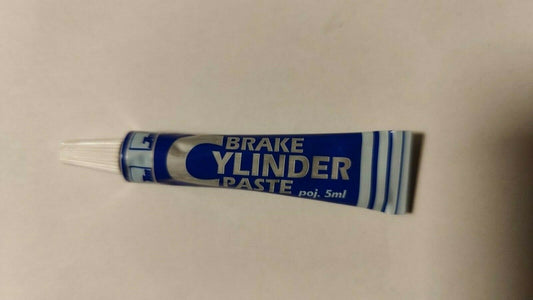 BRAKE
CYLINDER
PASTE poj. 5ml